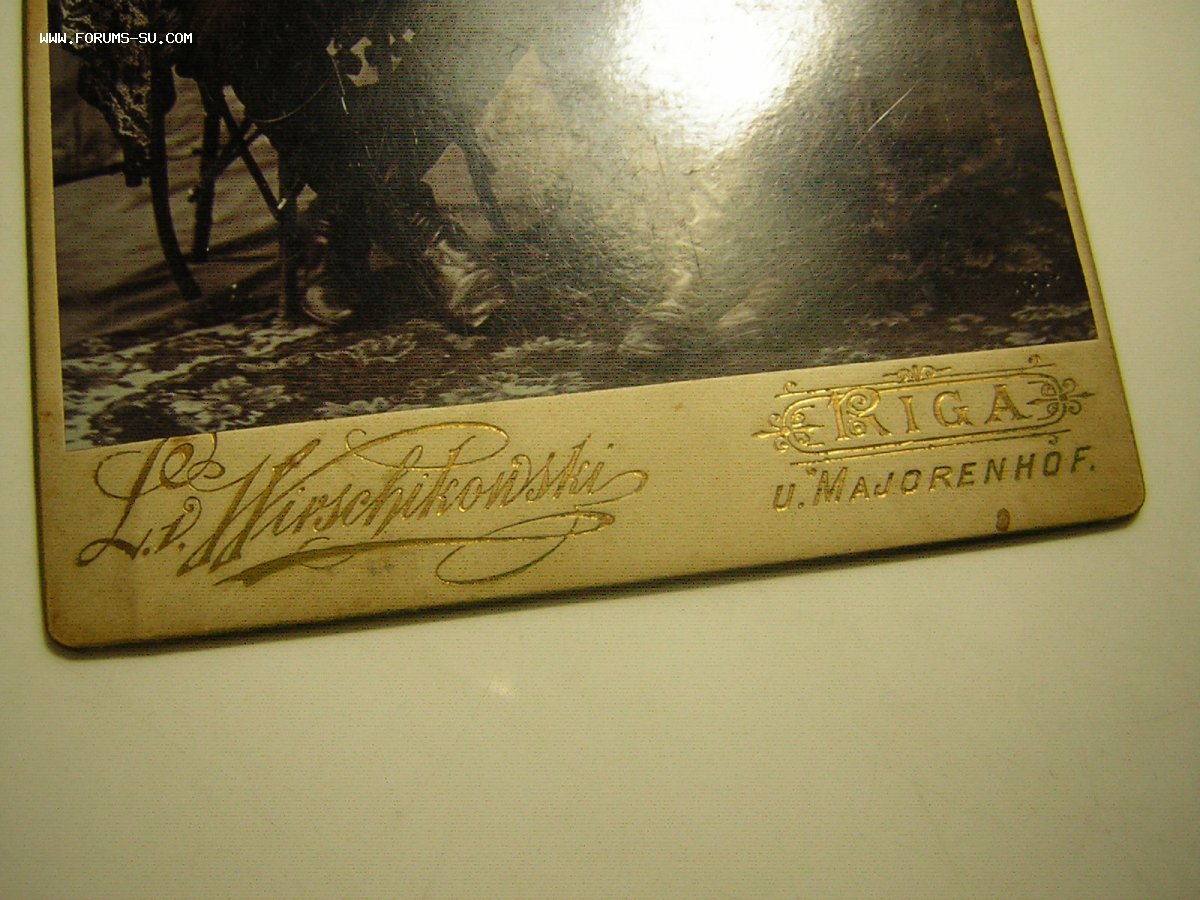 WWW.FORUMS-SU.COM
L. v. Wirschikowski
RIGA
U. MAJORENHOF.